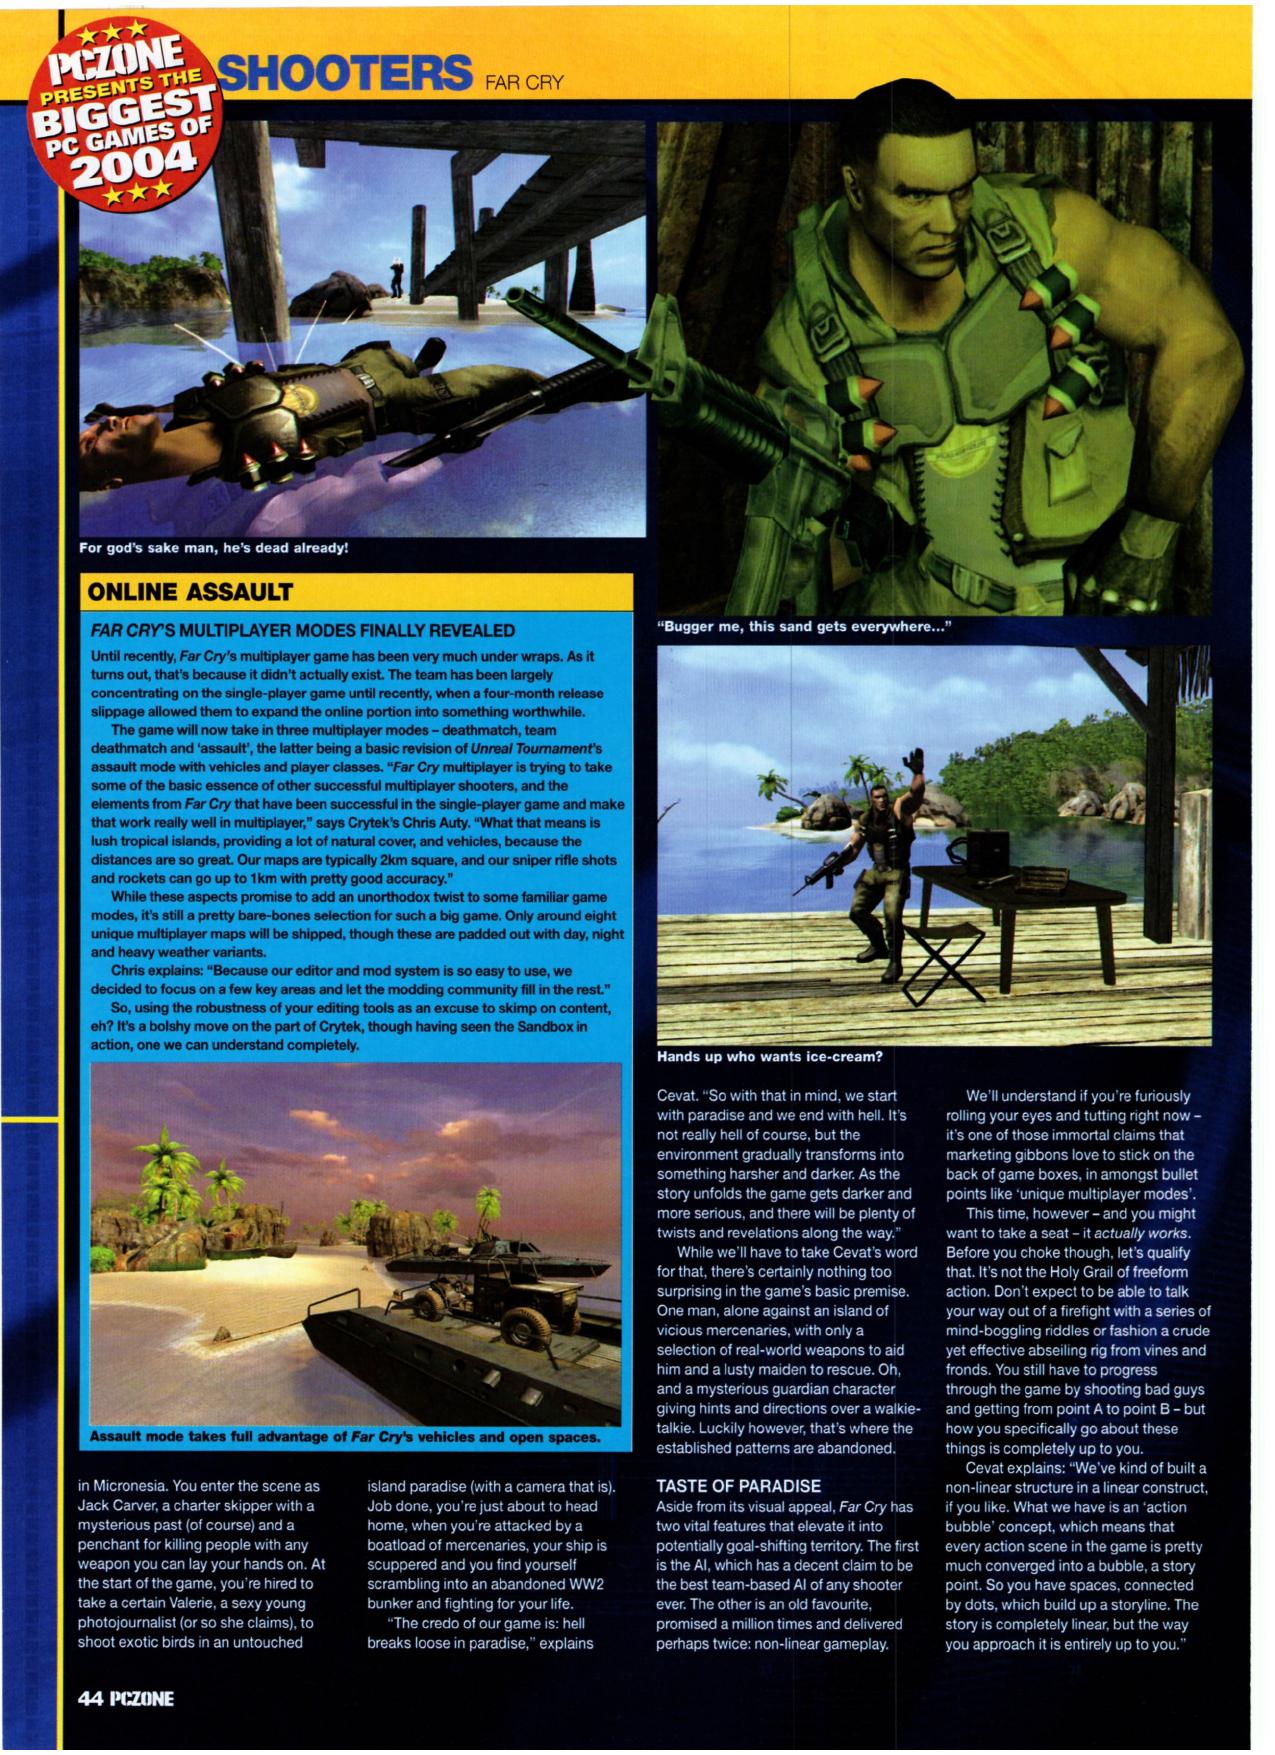 PCZONE
PRESENTS THE
BIGGEST
PC GAMES OF
2004
SHOOTERS FAR CRY
For god's sake man, he's dead already!
"Bugger me, this sand gets everywhere..."
ONLINE ASSAULT
FAR CRY'S MULTIPLAYER MODES FINALLY REVEALED
Until recently, Far Cry's multiplayer game has been very much under wraps. As it
turns out, that's because it didn't actually exist. The team has been largely
concentrating on the single-player game until recently, when a four-month release
slippage allowed them to expand the online portion into something worthwhile.
The game will now take in three multiplayer modes – deathmatch, team
deathmatch and 'assault', the latter being a basic revision of Unreal Tournament's
assault mode with vehicles and player classes. "Far Cry multiplayer is trying to take
some of the basic essence of other successful multiplayer shooters, and the
elements from Far Cry that have been successful in the single-player game and make
that work really well in multiplayer," says Crytek's Chris Auty. "What that means is
lush tropical islands, providing a lot of natural cover, and vehicles, because the
distances are so great. Our maps are typically 2km square, and our sniper rifle shots
and rockets can go up to 1km with pretty good accuracy."
While these aspects promise to add an unorthodox twist to some familiar game
modes, it's still a pretty bare-bones selection for such a big game. Only around eight
unique multiplayer maps will be shipped, though these are padded out with day, night
and heavy weather variants.
Chris explains: "Because our editor and mod system is so easy to use, we
decided to focus on a few key areas and let the modding community fill in the rest."
So, using the robustness of your editing tools as an excuse to skimp on content,
eh? It's a bolshy move on the part of Crytek, though having seen the Sandbox in
action, one we can understand completely.
Assault mode takes full advantage of Far Cry's vehicles and open spaces.
Hands up who wants ice-cream?
in Micronesia. You enter the scene as
Jack Carver, a charter skipper with a
mysterious past (of course) and a
penchant for killing people with any
weapon you can lay your hands on. At
the start of the game, you're hired to
take a certain Valerie, a sexy young
photojournalist (or so she claims), to
shoot exotic birds in an untouched
island paradise (with a camera that is).
Job done, you're just about to head
home, when you're attacked by a
boatload of mercenaries, your ship is
scuppered and you find yourself
scrambling into an abandoned WW2
bunker and fighting for your life.
"The credo of our game is: hell
breaks loose in paradise," explains
Cevat. "So with that in mind, we start
with paradise and we end with hell. It's
not really hell of course, but the
environment gradually transforms into
something harsher and darker. As the
story unfolds the game gets darker and
more serious, and there will be plenty of
twists and revelations along the way."
While we'll have to take Cevat's word
for that, there's certainly nothing too
surprising in the game's basic premise.
One man, alone against an island of
vicious mercenaries, with only a
selection of real-world weapons to aid
him and a lusty maiden to rescue. Oh,
and a mysterious guardian character
giving hints and directions over a walkie-
talkie. Luckily however, that's where the
established patterns are abandoned.
TASTE OF PARADISE
Aside from its visual appeal, Far Cry has
two vital features that elevate it into
potentially goal-shifting territory. The first
is the AI, which has a decent claim to be
the best team-based AI of any shooter
ever. The other is an old favourite,
promised a million times and delivered
perhaps twice: non-linear gameplay.
We'll understand if you're furiously
rolling your eyes and tutting right now –
it's one of those immortal claims that
marketing gibbons love to stick on the
back of game boxes, in amongst bullet
points like 'unique multiplayer modes'.
This time, however – and you might
want to take a seat – it actually works.
Before you choke though, let's qualify
that. It's not the Holy Grail of freeform
action. Don't expect to be able to talk
your way out of a firefight with a series of
mind-boggling riddles or fashion a crude
yet effective abseiling rig from vines and
fronds. You still have to progress
through the game by shooting bad guys
and getting from point A to point B – but
how you specifically go about these
things is completely up to you.
Cevat explains: "We've kind of built a
non-linear structure in a linear construct,
if you like. What we have is an 'action
bubble' concept, which means that
every action scene in the game is pretty
much converged into a bubble, a story
point. So you have spaces, connected
by dots, which build up a storyline. The
story is completely linear, but the way
you approach it is entirely up to you."
44 PCZONE